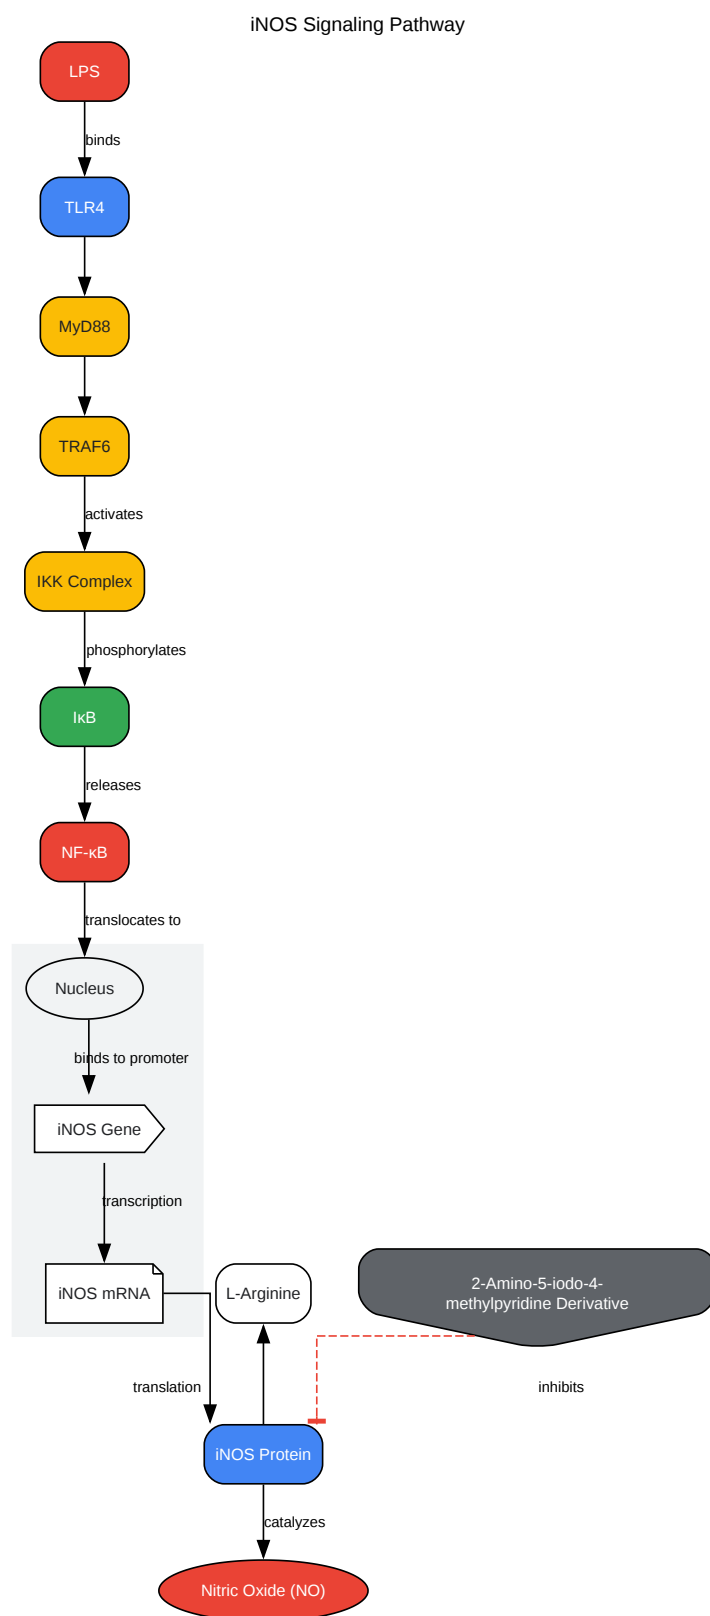 iNOS Signaling Pathway
LPS
binds
TLR4
MyD88
TRAF6
activates
IKK Complex
phosphorylates
IκB
releases
NF-κB
translocates to
Nucleus
binds to promoter
iNOS Gene
transcription
iNOS mRNA
L-Arginine
2-Amino-5-iodo-4-
methylpyridine Derivative
translation
inhibits
iNOS Protein
catalyzes
Nitric Oxide (NO)